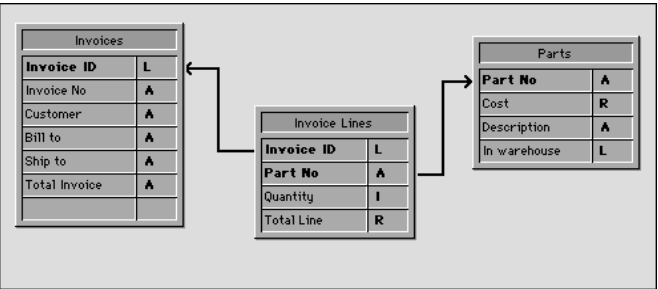 Invoices
Invoice ID L
Invoice No A
Customer A
Bill to A
Ship to A
Total Invoice A
Invoice Lines
Invoice ID L
Part No A
Quantity I
Total Line R
Parts
Part No A
Cost R
Description A
In warehouse L